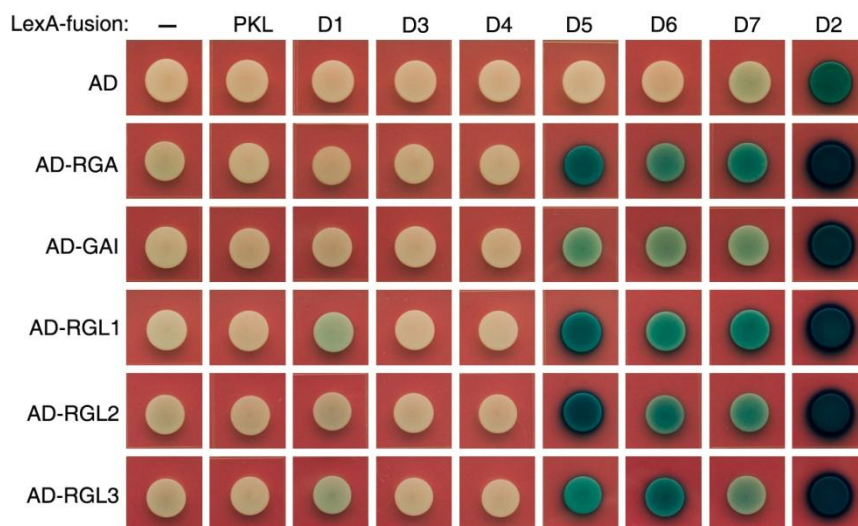 LexA-fusion: – PKL D1 D3 D4 D5 D6 D7 D2
AD
AD-RGA
AD-GAI
AD-RGL1
AD-RGL2
AD-RGL3